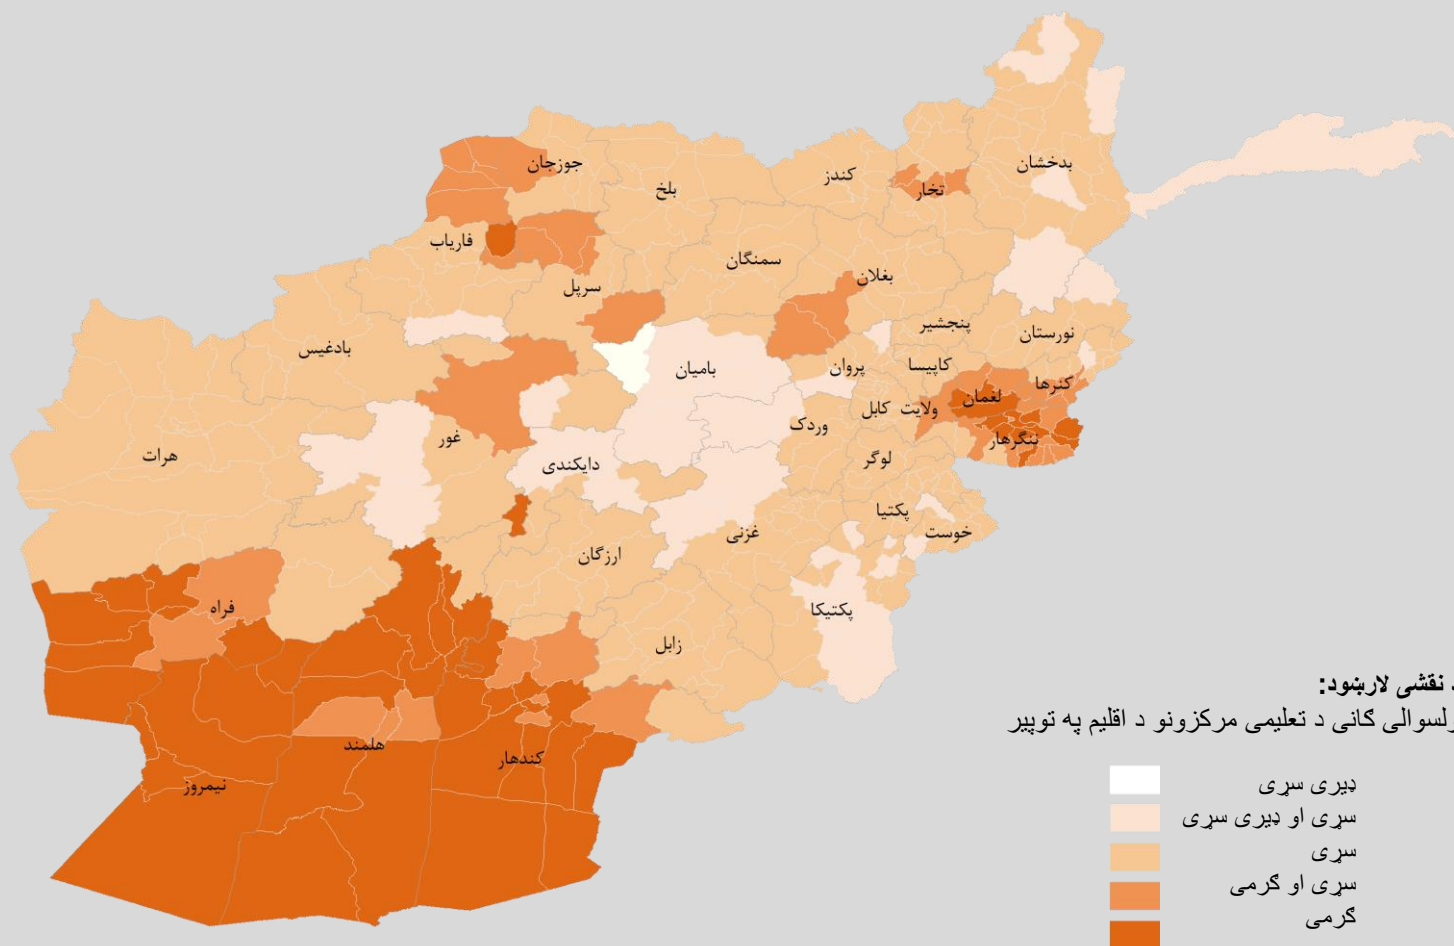 بدخشان
جوزجان
کندز
بلخ
تخار
فاریاب
سمنگان
بغلان
سرپل
پنجشیر
نورستان
بادغیس
کاپیسا
پروان
بامیان
کنرها
لغمان
ولایت کابل
وردک
غور
ننگرهار
هرات
دایکندی
لوگر
پکتیا
خوست
غزنی
ارزگان
فراه
پکتیکا
زابل
هلمند
کندهار
نیمروز
نقشی لارښود:
ولسوالی ګانی د تعلیمی مرکزونو د اقلیم په توپیر
ډیری سړی
سړی او ډیری سړی
سړی
سړی او ګرمی
ګرمی